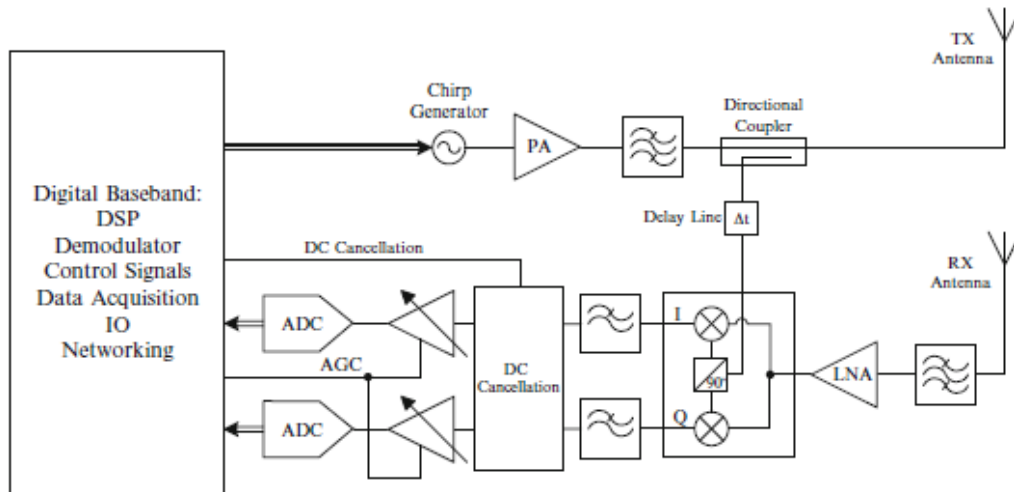 TX
Antenna
Chirp
Generator
Directional
Coupler
PA
Digital Baseband:
DSP
Demodulator
Control Signals
Data Acquisition
IO
Networking
Delay Line
Δt
DC Cancellation
RX
Antenna
ADC
I
DC
Cancellation
90
LNA
AGC
ADC
Q